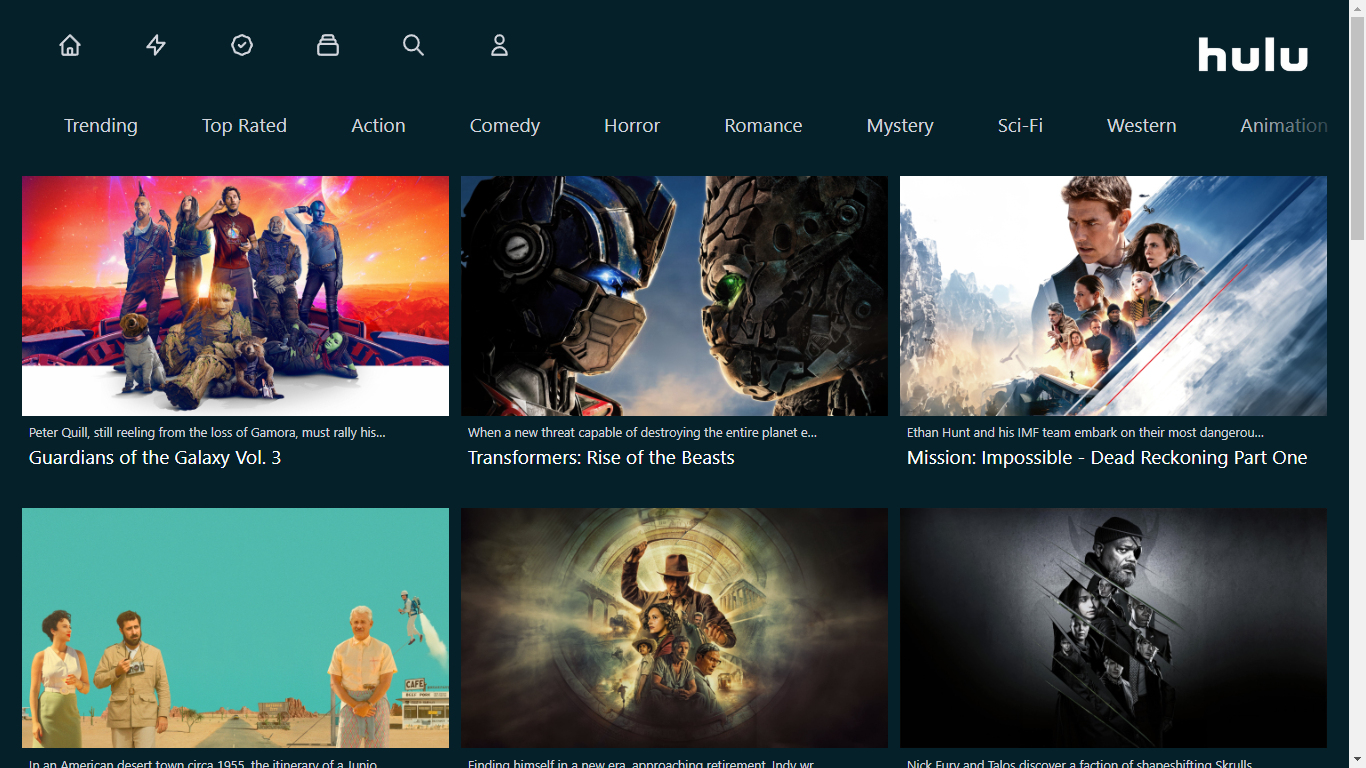 hulu
Trending Top Rated Action Comedy Horror Romance Mystery Sci-Fi Western Animation
CAFE
Peter Quill, still reeling from the loss of Gamora, must rally his...
Guardians of the Galaxy Vol. 3
When a new threat capable of destroying the entire planet e...
Transformers: Rise of the Beasts
Ethan Hunt and his IMF team embark on their most dangerou...
Mission: Impossible - Dead Reckoning Part One
In an American desert town circa 1955, the itinerary of a Junio...
Finding himself in a new era, approaching retirement, Indy wr...
Nick Fury and Talos discover a faction of shapeshifting Skrulls...